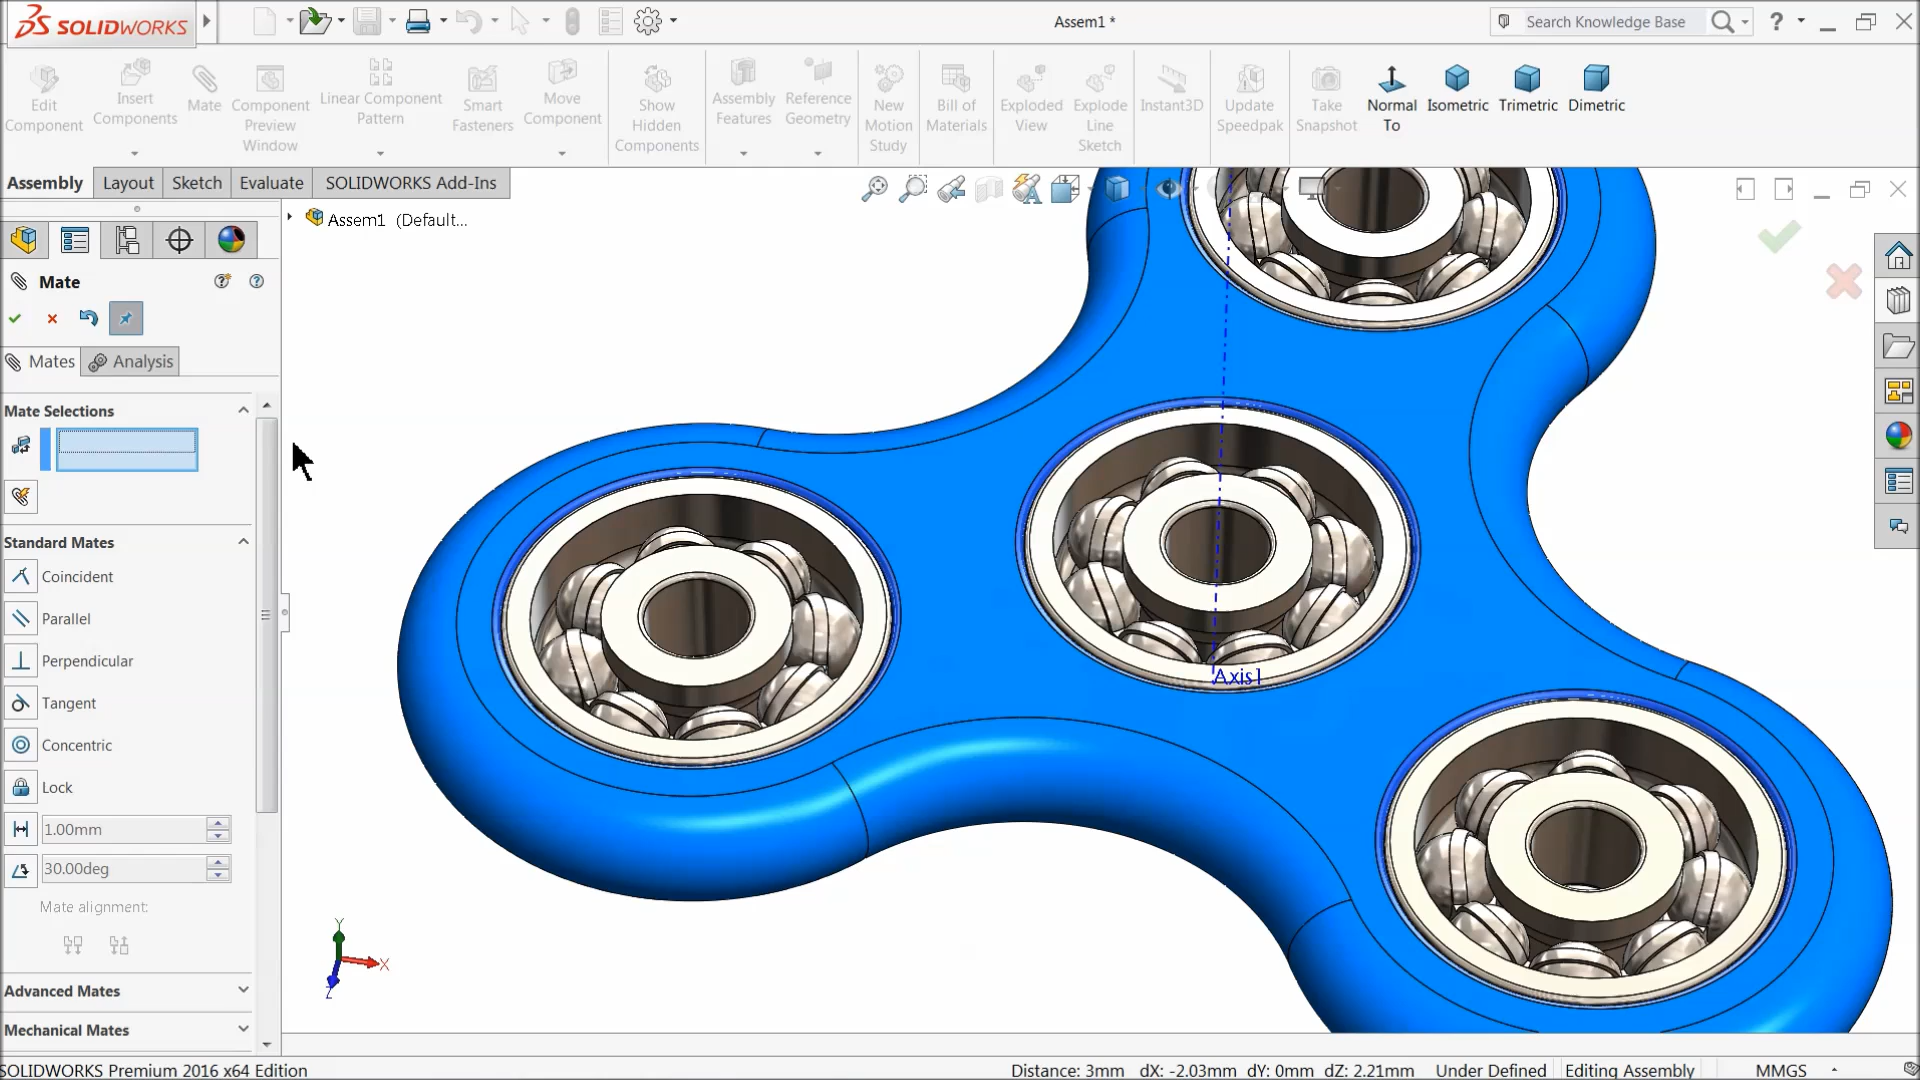 SOLIDWORKS
Assem1 *
Search Knowledge Base
?
Edit Component
Insert Components
Mate
Component Preview Window
Linear Component Pattern
Smart Fasteners
Move Component
Show Hidden Components
Assembly Features
Reference Geometry
New Motion Study
Bill of Materials
Exploded View
Explode Line Sketch
Instant3D
Update Speedpak
Take Snapshot
Normal To
Isometric
Trimetric
Dimetric
Assembly
Layout
Sketch
Evaluate
SOLIDWORKS Add-Ins
Assem1 (Default...
Mate
Mates
Analysis
Mate Selections
Standard Mates
Coincident
Parallel
Perpendicular
Tangent
Concentric
Lock
1.00mm
30.00deg
Mate alignment:
Advanced Mates
Mechanical Mates
Axis1
Y
X
Z
SOLIDWORKS Premium 2016 x64 Edition
Distance: 3mm dX: -2.03mm dY: 0mm dZ: 2.21mm
Under Defined
Editing Assembly
MMGS